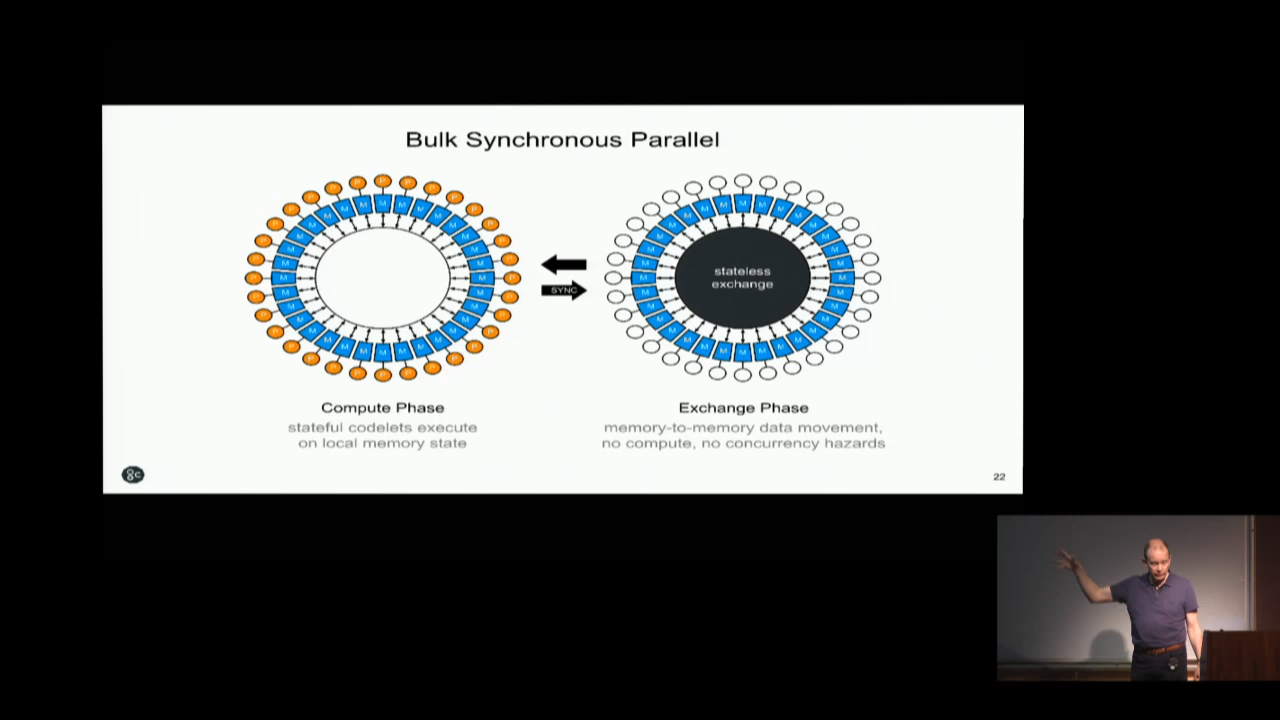 Bulk Synchronous Parallel
P P P P P P P P P P P P P P P P P P P P P P P P P P P P P P P P
M M M M M M M M M M M M M M M M M M M M M M M M M M M M M M M M
SYNC
M M M M M M M M M M M M M M M M M M M M M M M M M M M M M M M M
stateless
exchange
Compute Phase
stateful codelets execute
on local memory state
Exchange Phase
memory-to-memory data movement,
no compute, no concurrency hazards
22